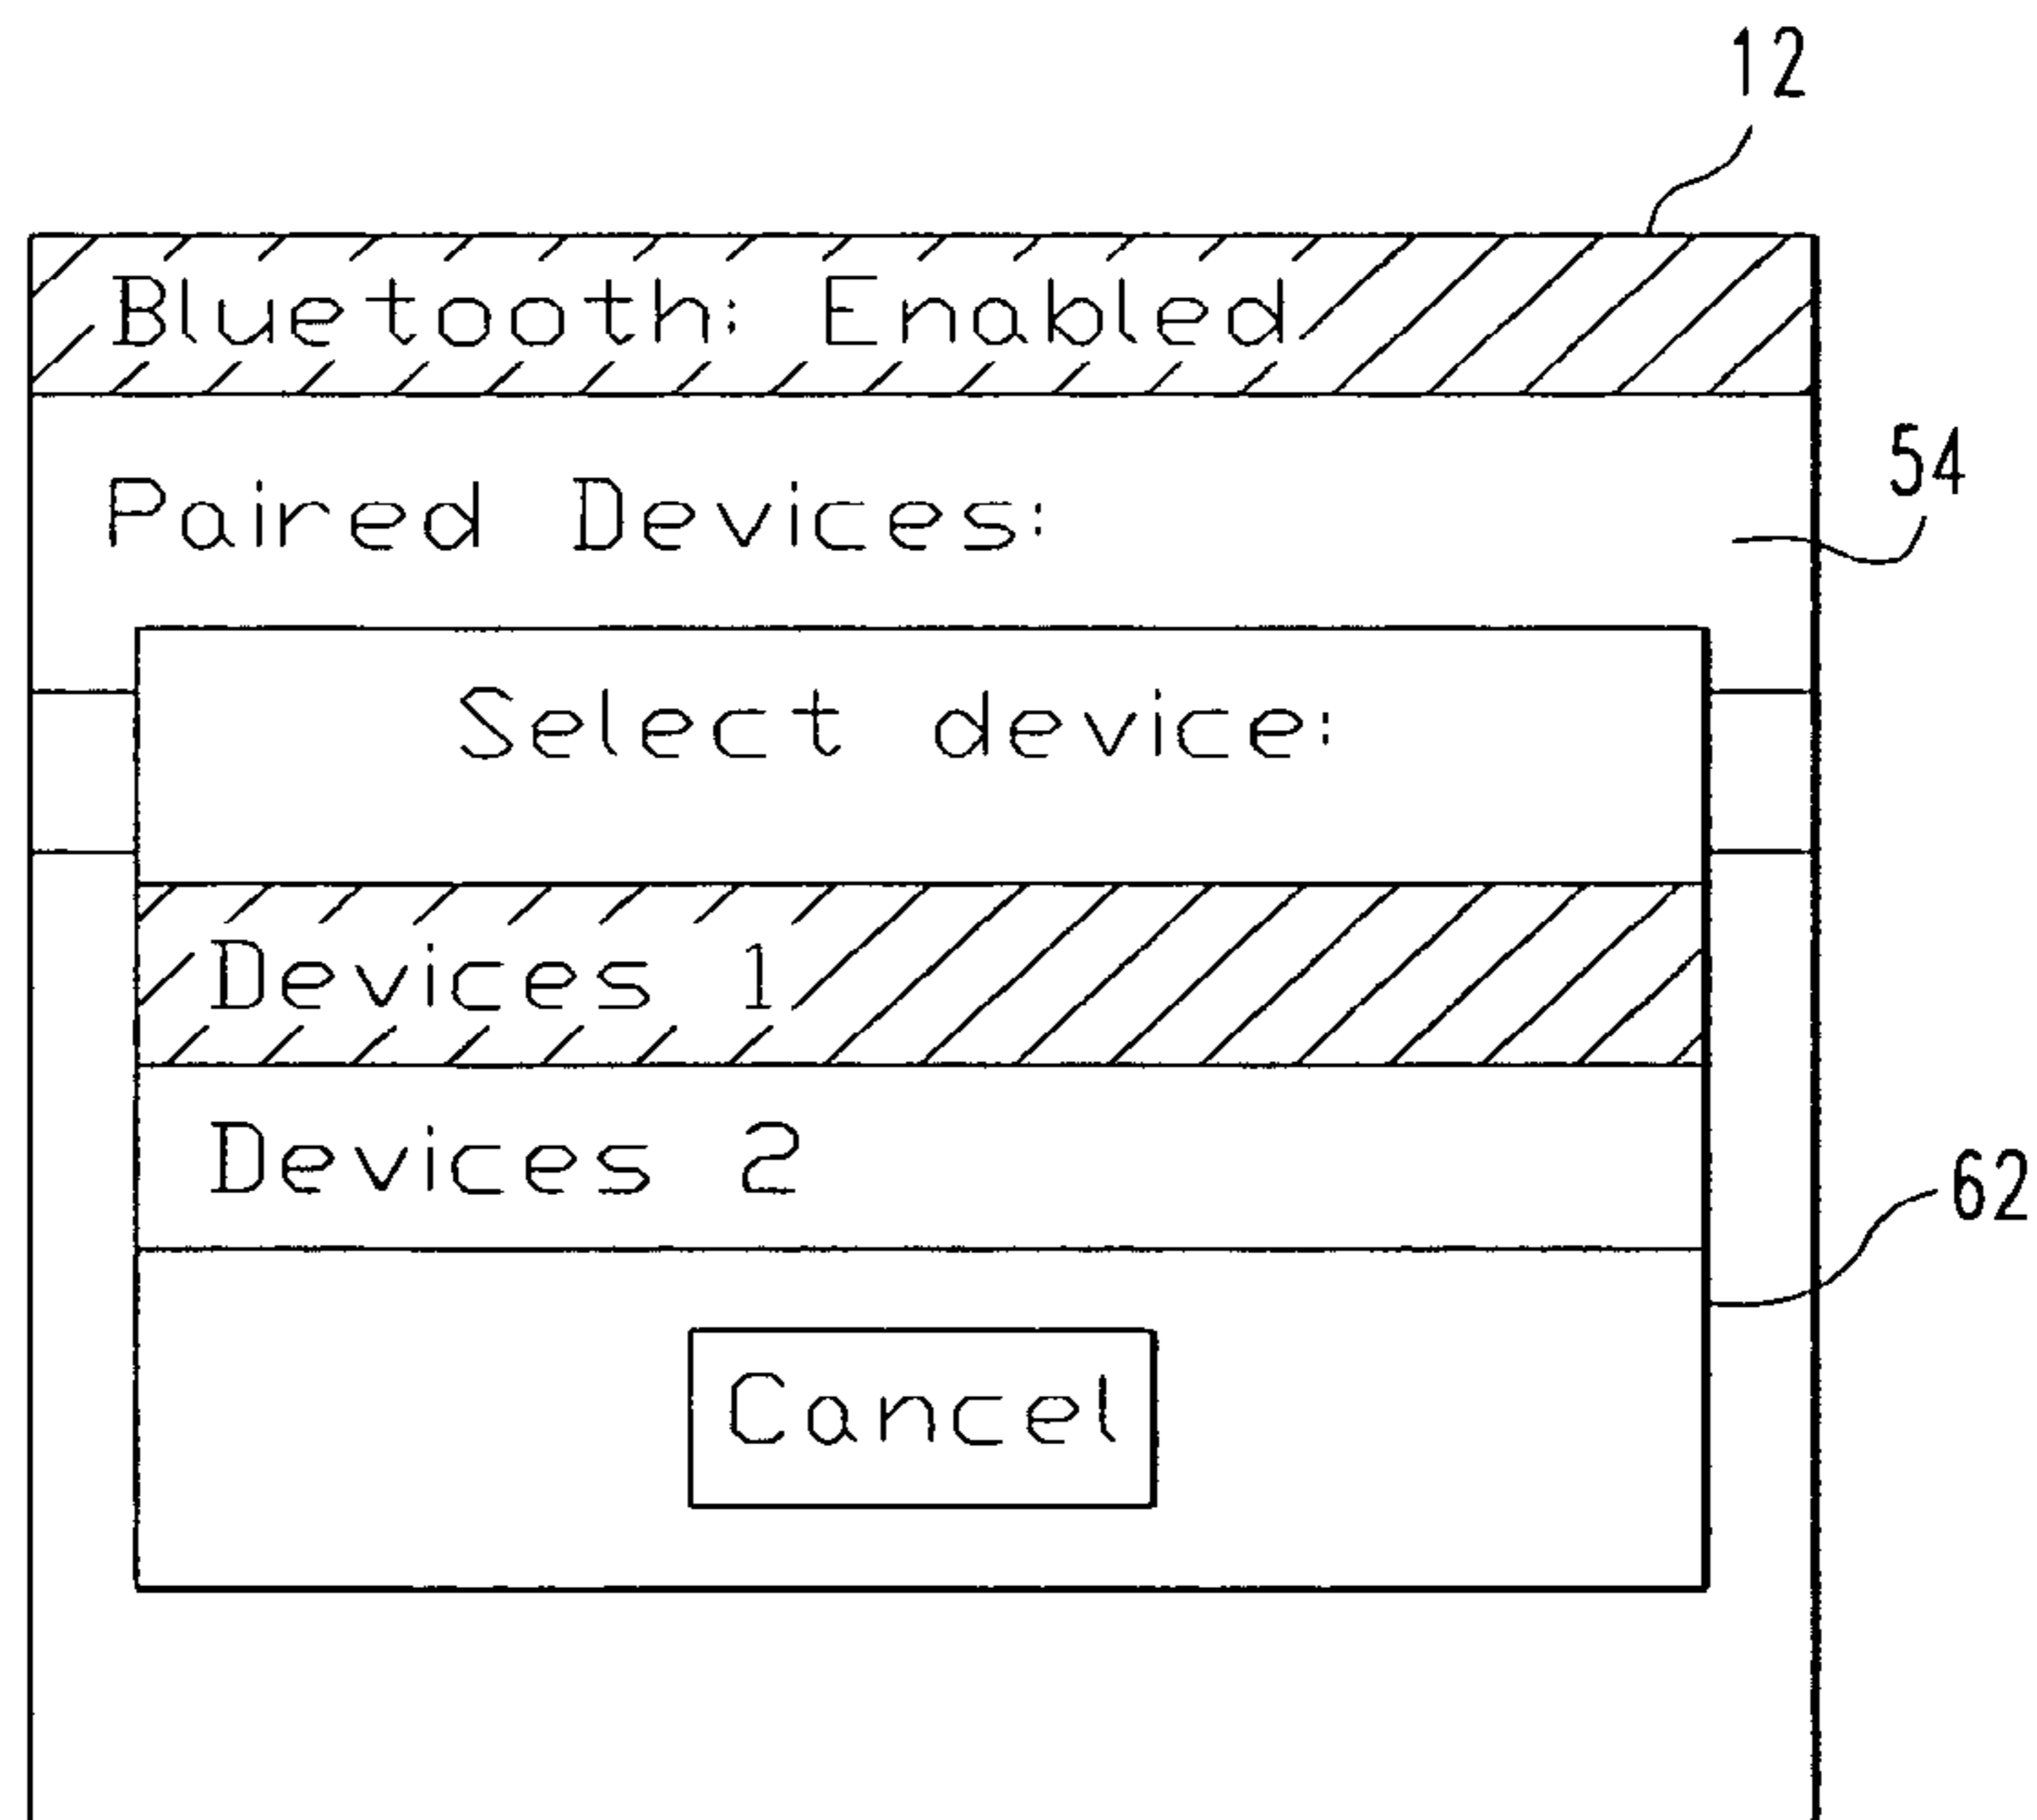 12
Bluetooth: Enabled
54
Paired Devices:
Select device:
Devices 1
Devices 2
62
Cancel